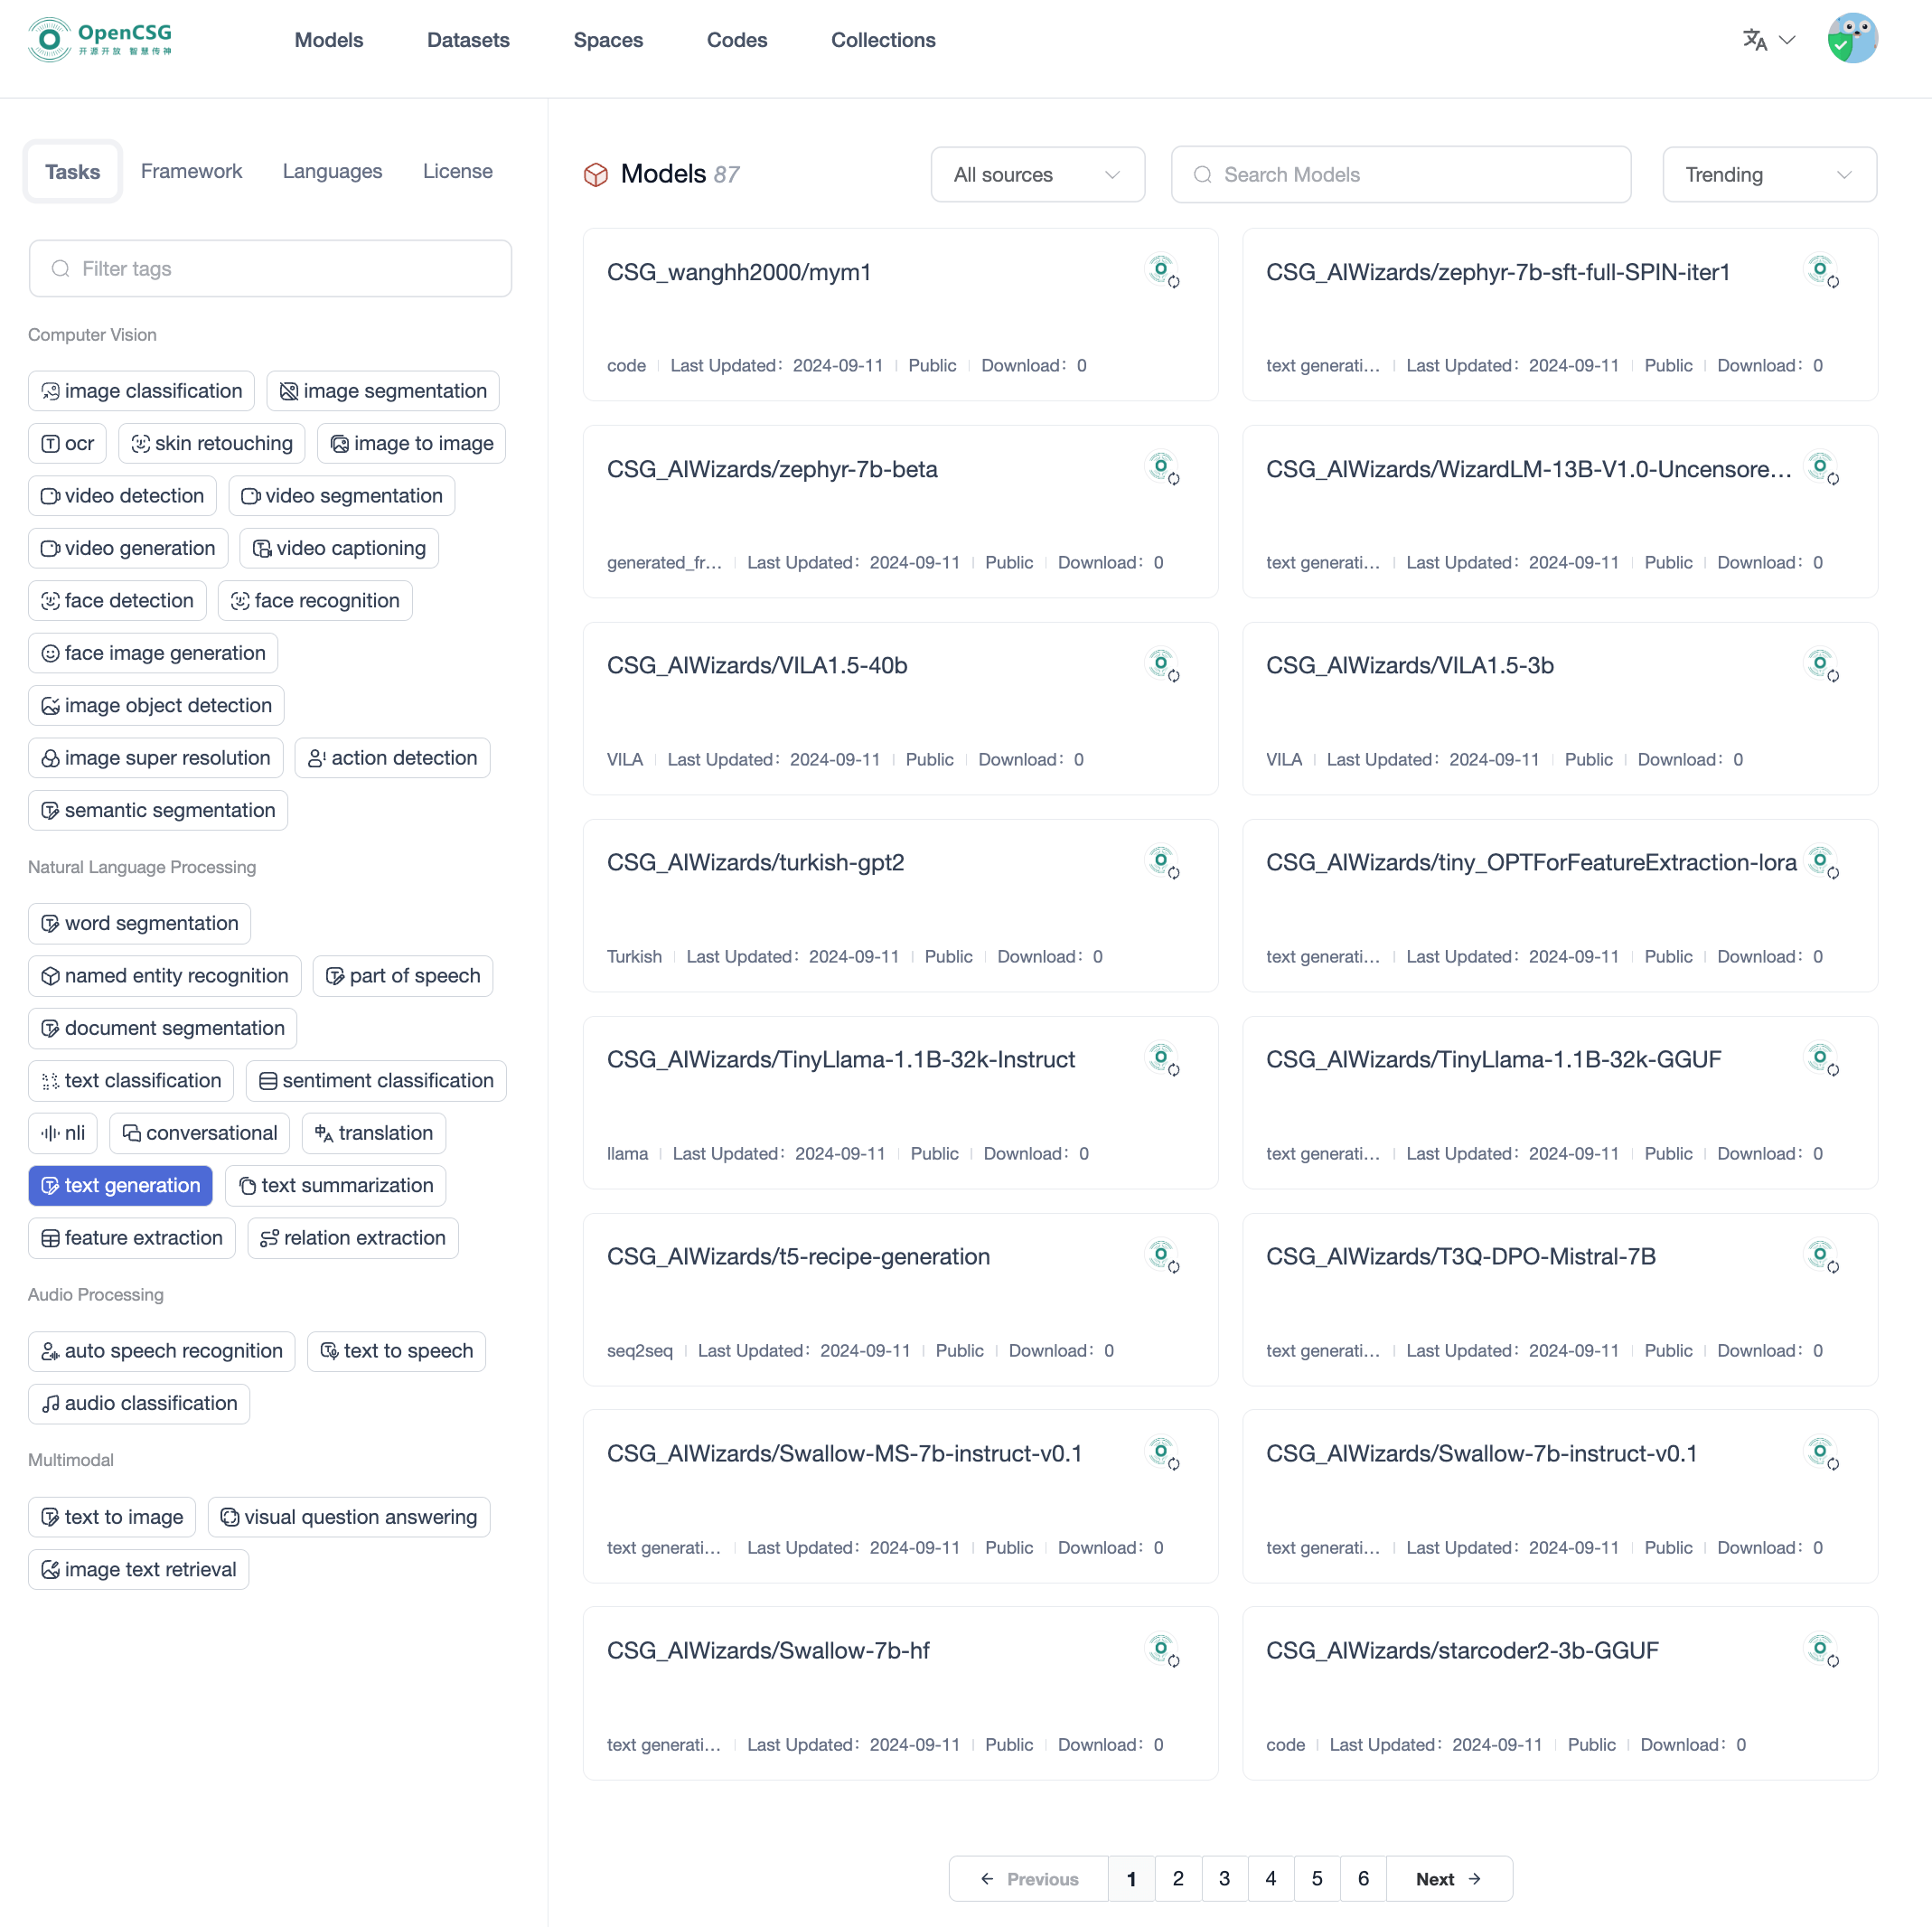 OpenCSG
开源开放 智慧传神
Models
Datasets
Spaces
Codes
Collections
Tasks
Framework
Languages
License
Filter tags
Computer Vision
image classification
image segmentation
ocr
skin retouching
image to image
video detection
video segmentation
video generation
video captioning
face detection
face recognition
face image generation
image object detection
image super resolution
action detection
semantic segmentation
Natural Language Processing
word segmentation
named entity recognition
part of speech
document segmentation
text classification
sentiment classification
nli
conversational
translation
text generation
text summarization
feature extraction
relation extraction
Audio Processing
auto speech recognition
text to speech
audio classification
Multimodal
text to image
visual question answering
image text retrieval
Models 87
All sources
Search Models
Trending
CSG_wanghh2000/mym1
code Last Updated: 2024-09-11 Public Download: 0
CSG_AIWizards/zephyr-7b-sft-full-SPIN-iter1
text generati... Last Updated: 2024-09-11 Public Download: 0
CSG_AIWizards/zephyr-7b-beta
generated_fr... Last Updated: 2024-09-11 Public Download: 0
CSG_AIWizards/WizardLM-13B-V1.0-Uncensore...
text generati... Last Updated: 2024-09-11 Public Download: 0
CSG_AIWizards/VILA1.5-40b
VILA Last Updated: 2024-09-11 Public Download: 0
CSG_AIWizards/VILA1.5-3b
VILA Last Updated: 2024-09-11 Public Download: 0
CSG_AIWizards/turkish-gpt2
Turkish Last Updated: 2024-09-11 Public Download: 0
CSG_AIWizards/tiny_OPTForFeatureExtraction-lora
text generati... Last Updated: 2024-09-11 Public Download: 0
CSG_AIWizards/TinyLlama-1.1B-32k-Instruct
llama Last Updated: 2024-09-11 Public Download: 0
CSG_AIWizards/TinyLlama-1.1B-32k-GGUF
text generati... Last Updated: 2024-09-11 Public Download: 0
CSG_AIWizards/t5-recipe-generation
seq2seq Last Updated: 2024-09-11 Public Download: 0
CSG_AIWizards/T3Q-DPO-Mistral-7B
text generati... Last Updated: 2024-09-11 Public Download: 0
CSG_AIWizards/Swallow-MS-7b-instruct-v0.1
text generati... Last Updated: 2024-09-11 Public Download: 0
CSG_AIWizards/Swallow-7b-instruct-v0.1
text generati... Last Updated: 2024-09-11 Public Download: 0
CSG_AIWizards/Swallow-7b-hf
text generati... Last Updated: 2024-09-11 Public Download: 0
CSG_AIWizards/starcoder2-3b-GGUF
code Last Updated: 2024-09-11 Public Download: 0
Previous 1 2 3 4 5 6 Next